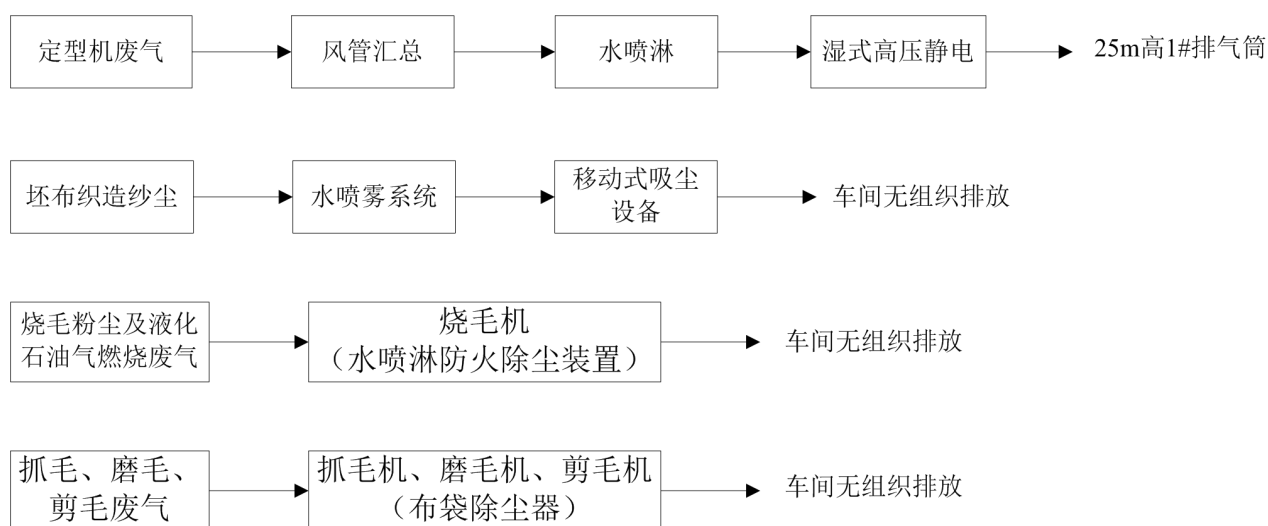 定型机废气
风管汇总
水喷淋
湿式高压静电
25m高1#排气筒
坯布织造纱尘
水喷雾系统
移动式吸尘
设备
车间无组织排放
烧毛粉尘及液化
石油气燃烧废气
烧毛机
（水喷淋防火除尘装置）
车间无组织排放
抓毛、磨毛、
剪毛废气
抓毛机、磨毛机、剪毛机
（布袋除尘器）
车间无组织排放